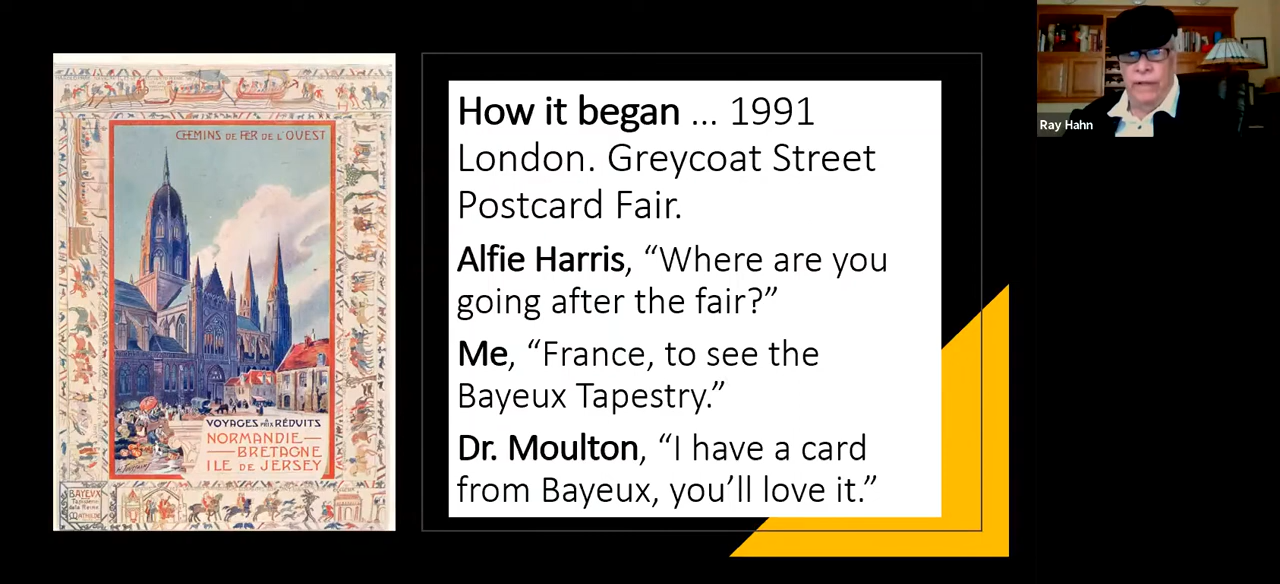 CHEMINS DE FER DE L'OUEST
VOYAGES A PRIX RÉDUITS
NORMANDIE—
—BRETAGNE
ILE DE JERSEY
BAYEUX
Tapisserie
de la Reine
MATHILDE
How it began ... 1991
London. Greycoat Street
Postcard Fair.
Alfie Harris, “Where are you
going after the fair?”
Me, “France, to see the
Bayeux Tapestry.”
Dr. Moulton, “I have a card
from Bayeux, you’ll love it.”
Ray Hahn